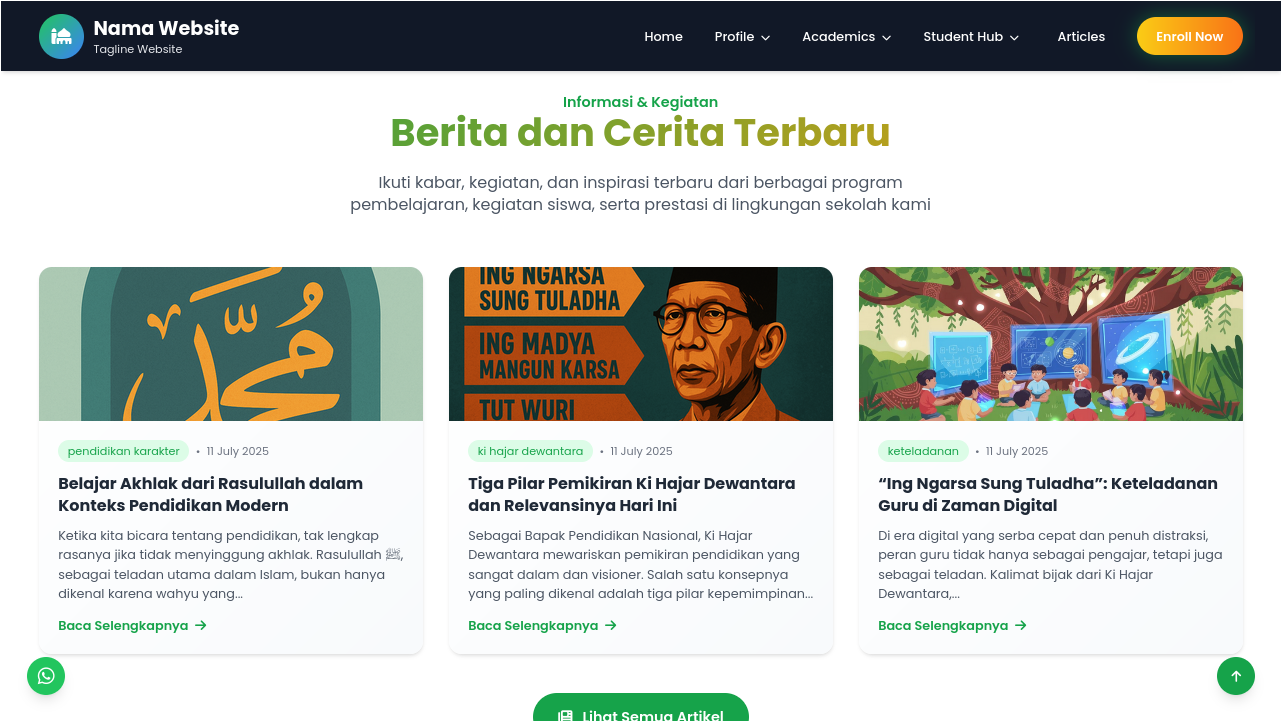 Nama Website
Tagline Website
Home
Profile
Academics
Student Hub
Articles
Enroll Now
Informasi & Kegiatan
Berita dan Cerita Terbaru
Ikuti kabar, kegiatan, dan inspirasi terbaru dari berbagai program
pembelajaran, kegiatan siswa, serta prestasi di lingkungan sekolah kami
محمد
pendidikan karakter • 11 July 2025
Belajar Akhlak dari Rasulullah dalam
Konteks Pendidikan Modern
Ketika kita bicara tentang pendidikan, tak lengkap
rasanya jika tidak menyinggung akhlak. Rasulullah ﷺ,
sebagai teladan utama dalam Islam, bukan hanya
dikenal karena wahyu yang...
Baca Selengkapnya →
ING NGARSA
SUNG TULADHA
ING MADYA
MANGUN KARSA
TUT WURI
ki hajar dewantara • 11 July 2025
Tiga Pilar Pemikiran Ki Hajar Dewantara
dan Relevansinya Hari Ini
Sebagai Bapak Pendidikan Nasional, Ki Hajar
Dewantara mewariskan pemikiran pendidikan yang
sangat dalam dan visioner. Salah satu konsepnya
yang paling dikenal adalah tiga pilar kepemimpinan...
Baca Selengkapnya →
keteladanan • 11 July 2025
“Ing Ngarsa Sung Tuladha”: Keteladanan
Guru di Zaman Digital
Di era digital yang serba cepat dan penuh distraksi,
peran guru tidak hanya sebagai pengajar, tetapi juga
sebagai teladan. Kalimat bijak dari Ki Hajar
Dewantara,...
Baca Selengkapnya →
Lihat Semua Artikel